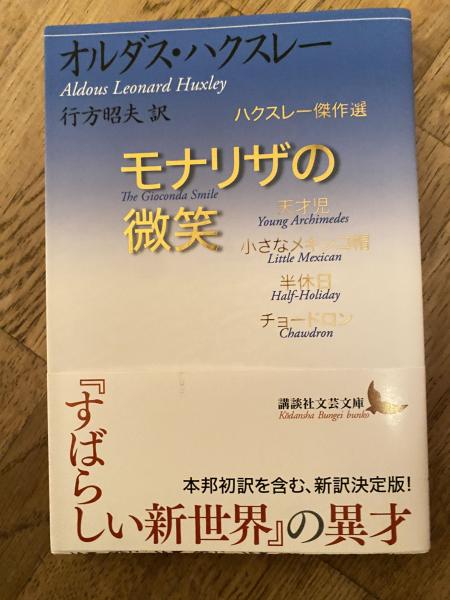 オルダス・ハクスレー
Aldous Leonard Huxley
行方昭夫 訳
ハクスレー傑作選
モナリザの
The Gioconda Smile
微笑
天才児
Young Archimedes
小さなメキシコ帽
Little Mexican
半休日
Half-Holiday
チョードロン
Chawdron
講談社文芸文庫
Kōdansha Bungei bunko
本邦初訳を含む、新訳決定版!
『すばら
しい新世界』の異才